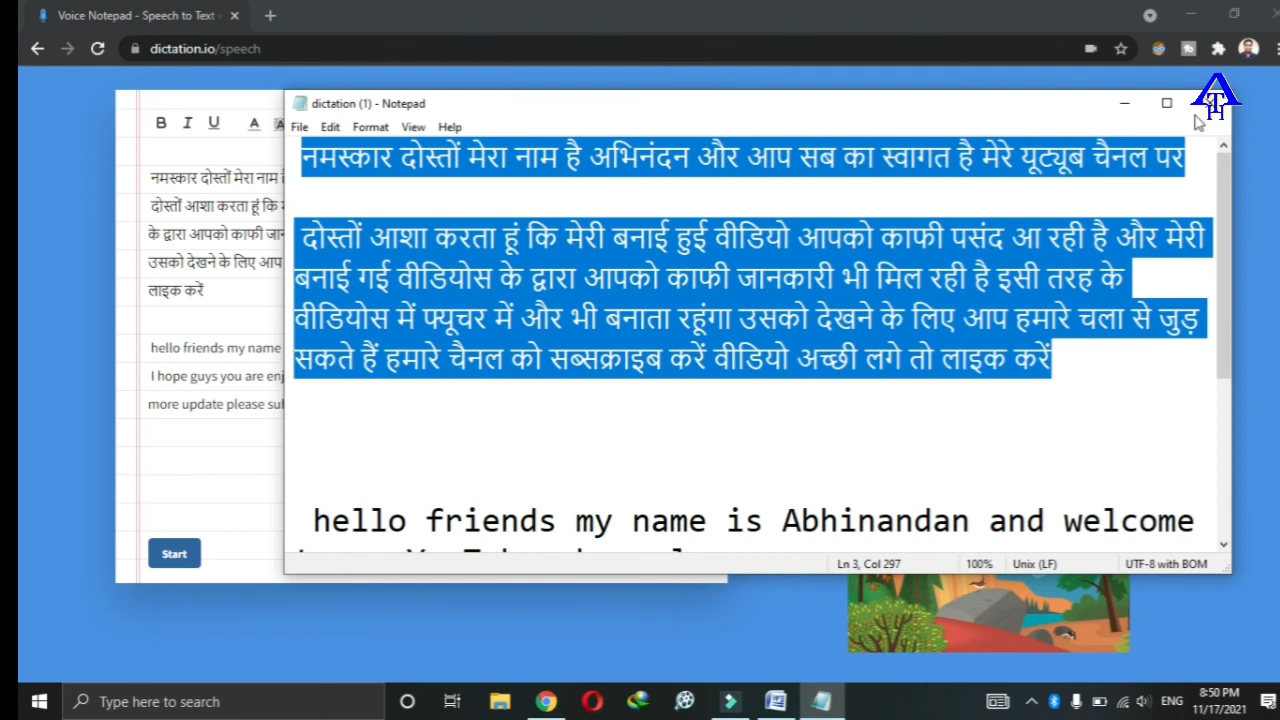 Voice Notepad - Speech to Text
dictation.io/speech
B I U A A
नमस्कार दोस्तों मेरा नाम
दोस्तों आशा करता हूं कि
के द्वारा आपको काफी
उसको देखने के लिए आप
लाइक करें
hello friends my name
I hope guys you are
more update please
Start
dictation (1) - Notepad
File Edit Format View Help
नमस्कार दोस्तों मेरा नाम है अभिनंदन और आप सब का स्वागत है मेरे यूट्यूब चैनल पर
दोस्तों आशा करता हूं कि मेरी बनाई हुई वीडियो आपको काफी पसंद आ रही है और मेरी
बनाई गई वीडियोस के द्वारा आपको काफी जानकारी भी मिल रही है इसी तरह के
वीडियोस में फ्यूचर में और भी बनाता रहूंगा उसको देखने के लिए आप हमारे चला से जुड़
सकते हैं हमारे चैनल को सब्सक्राइब करें वीडियो अच्छी लगे तो लाइक करें
hello friends my name is Abhinandan and welcome
Ln 3, Col 297 100% Unix (LF) UTF-8 with BOM
Type here to search
ENG
8:50 PM
11/17/2021